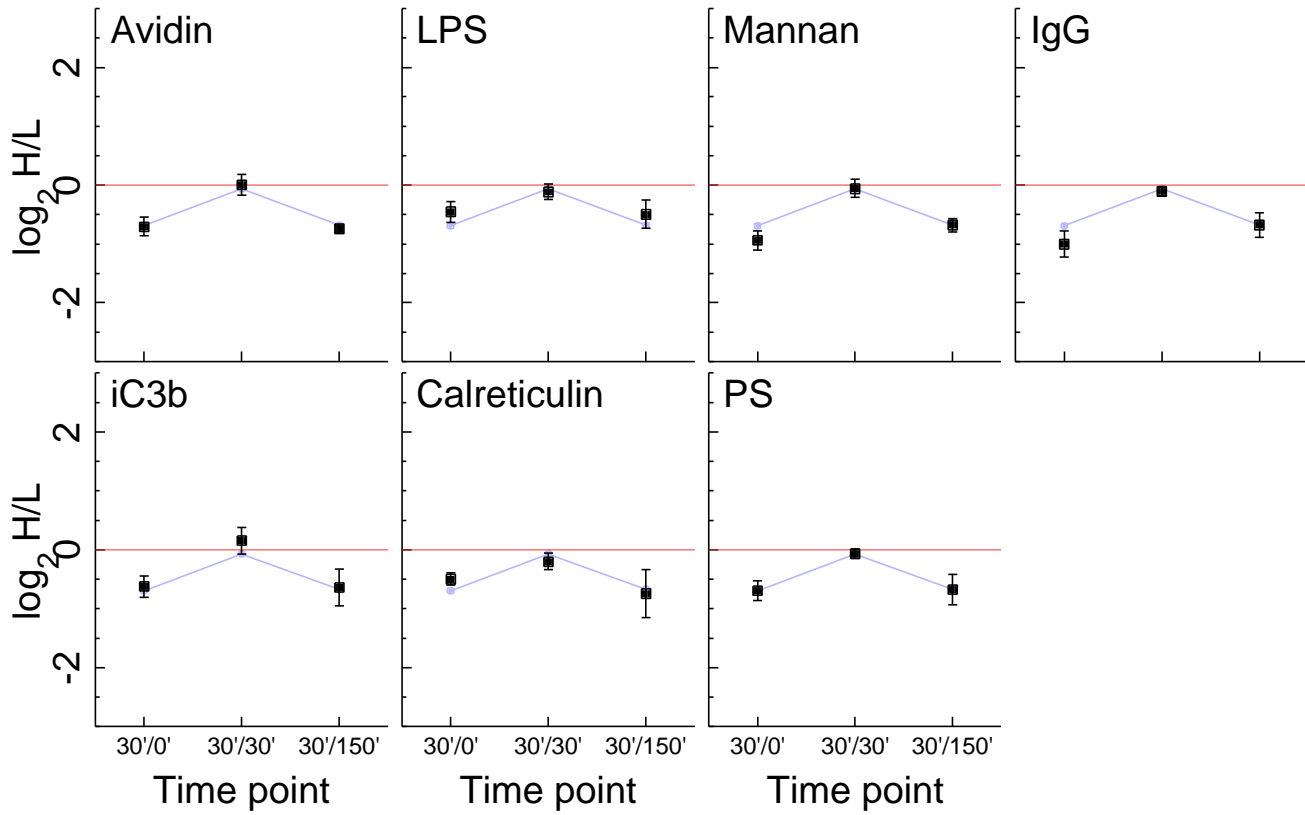 Avidin LPS Mannan IgG
2
0
-2
log2 H/L
iC3b Calreticulin PS
2
0
-2
log2 H/L
30'/0' 30'/30' 30'/150' 30'/0' 30'/30' 30'/150' 30'/0' 30'/30' 30'/150'
Time point Time point Time point